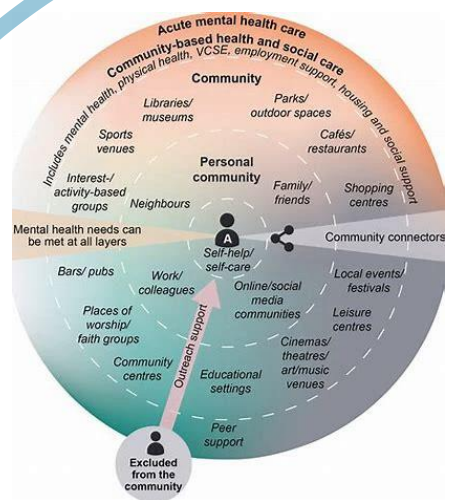 Acute mental health care
Community-based health and social care
Includes mental health, physical health, VCSE, employment support, housing and social support
Community
Libraries/
museums
Parks/
outdoor spaces
Sports
venues
Cafés/
restaurants
Personal
community
Interest-/
activity-based
groups
Neighbours
Family/
friends
Shopping
centres
Mental health needs
can be met at all layers
A
Community connectors
Self-help/
self-care
Bars/ pubs
Work/
colleagues
Online/social
media
communities
Local events/
festivals
Places of
worship/
faith groups
Leisure
centres
Outreach support
Community
centres
Educational
settings
Cinemas/
theatres/
art/music
venues
Peer
support
Excluded
from the
community